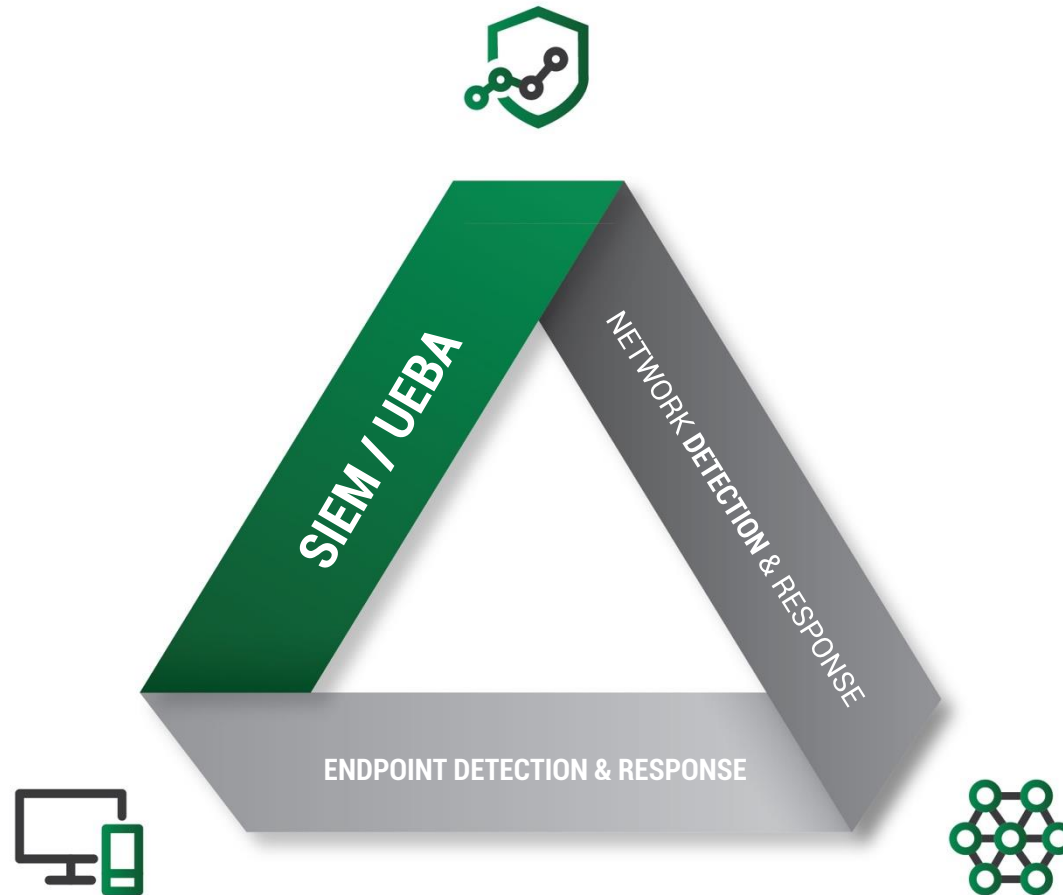 SIEM / UEBA
NETWORK DETECTION & RESPONSE
ENDPOINT DETECTION & RESPONSE